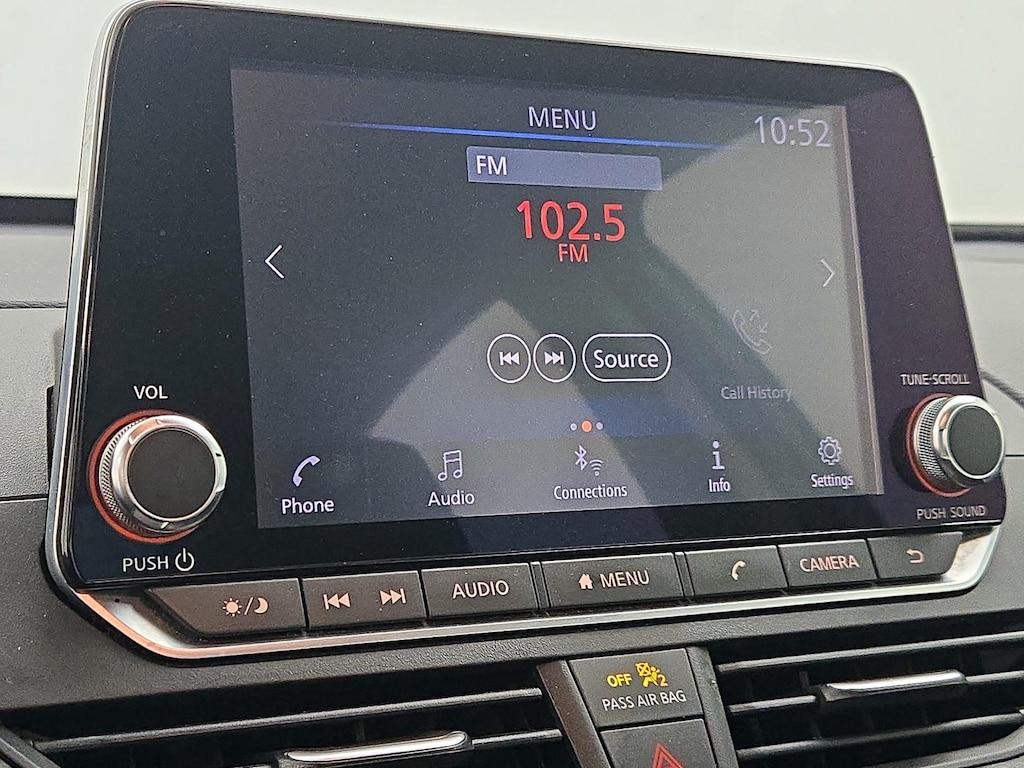 MENU
10:52
FM
102.5
FM
Source
Call History
Phone
Audio
Connections
Info
Settings
VOL
PUSH
TUNE·SCROLL
PUSH SOUND
AUDIO
MENU
CAMERA
OFF 2
PASS AIR BAG